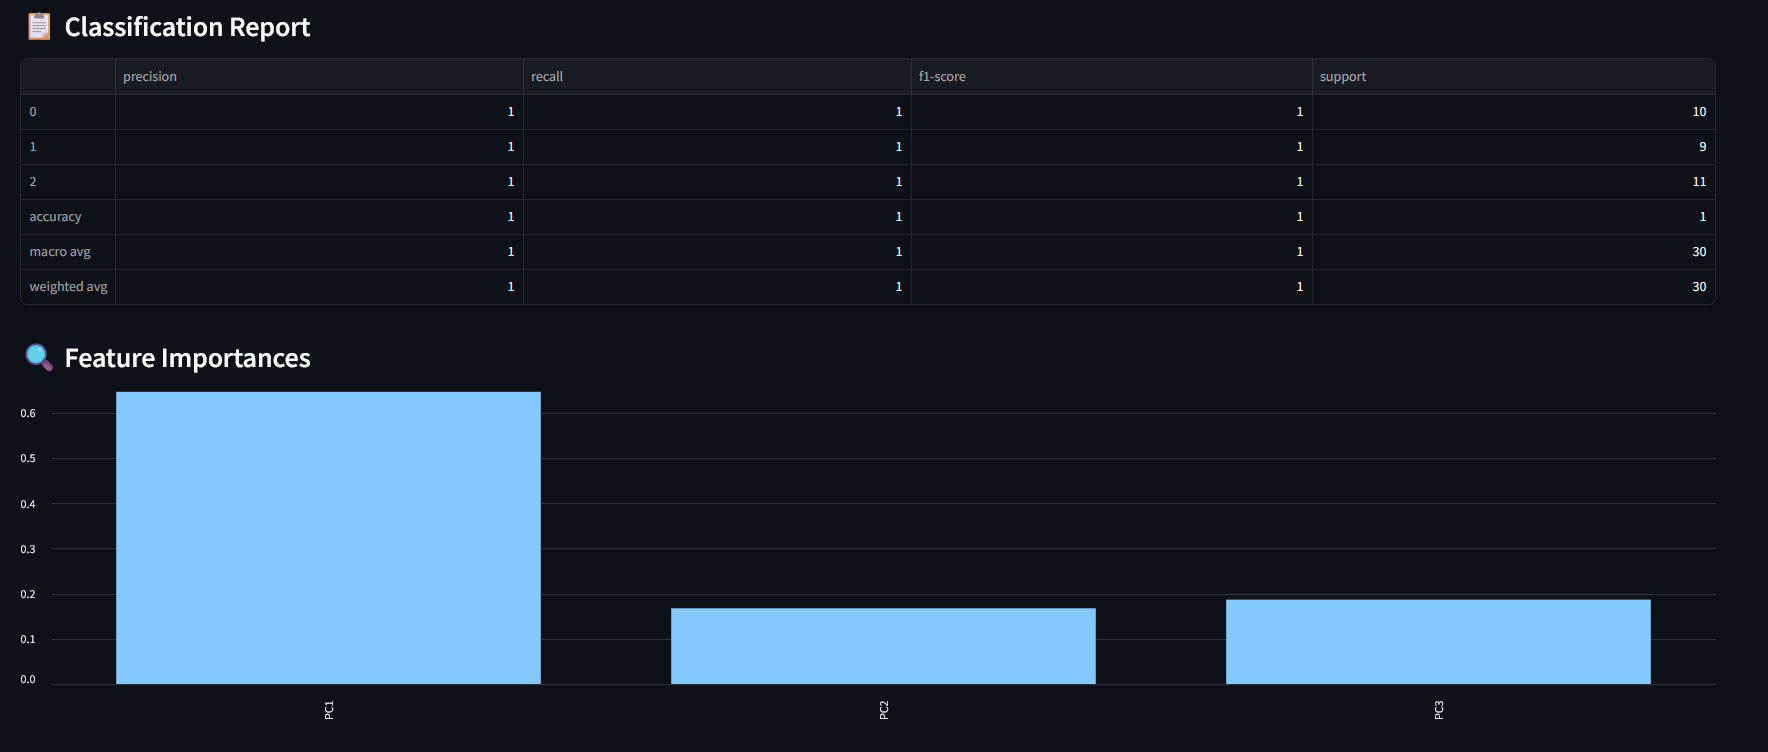 Classification Report
precision recall f1-score support
0 1 1 1 10
1 1 1 1 9
2 1 1 1 11
accuracy 1 1 1 1
macro avg 1 1 1 30
weighted avg 1 1 1 30
Feature Importances
0.6
0.5
0.4
0.3
0.2
0.1
0.0
PC1 PC2 PC3